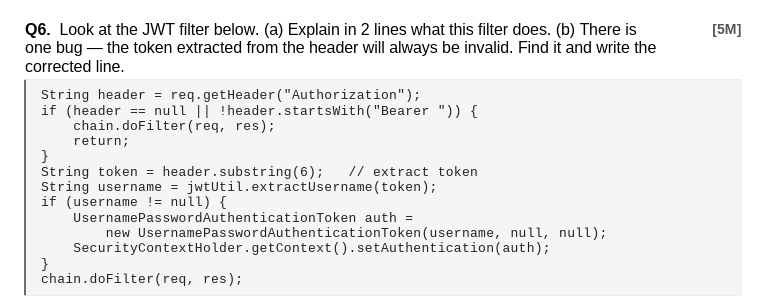 Q6. Look at the JWT filter below. (a) Explain in 2 lines what this filter does. (b) There is [5M]
one bug — the token extracted from the header will always be invalid. Find it and write the
corrected line.
String header = req.getHeader("Authorization");
if (header == null || !header.startsWith("Bearer ")) {
    chain.doFilter(req, res);
    return;
}
String token = header.substring(6);   // extract token
String username = jwtUtil.extractUsername(token);
if (username != null) {
    UsernamePasswordAuthenticationToken auth =
        new UsernamePasswordAuthenticationToken(username, null, null);
    SecurityContextHolder.getContext().setAuthentication(auth);
}
chain.doFilter(req, res);